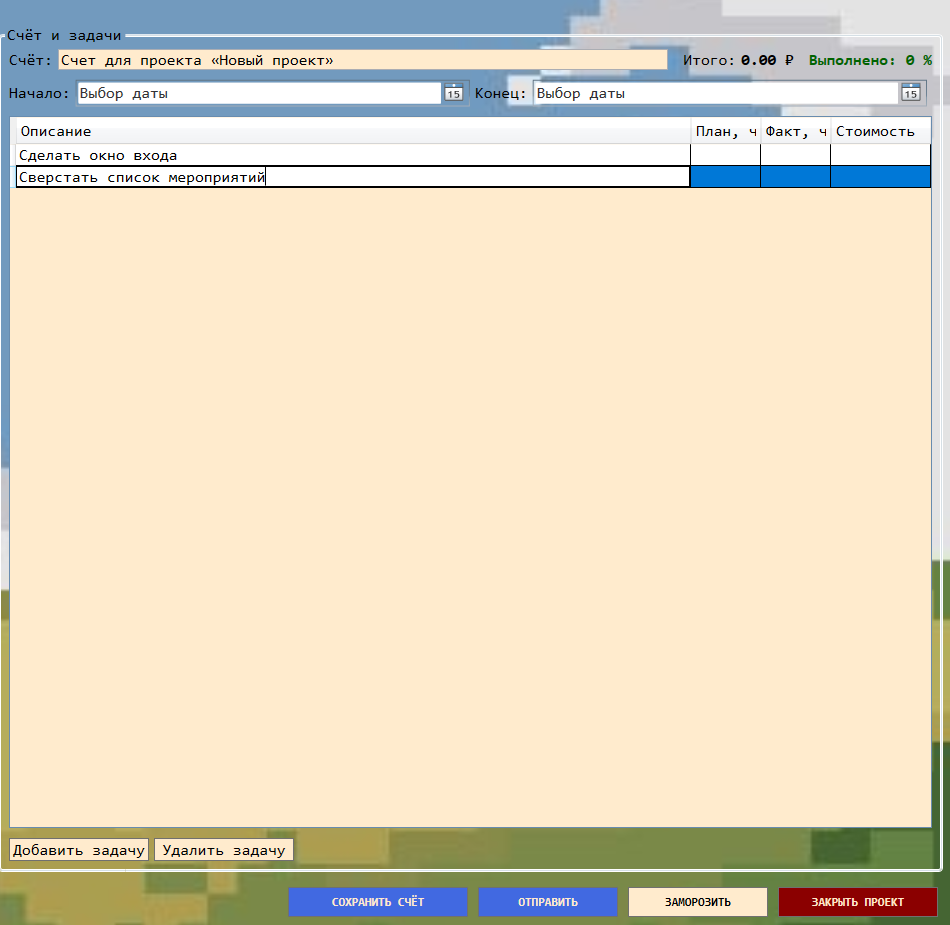 Счёт и задачи
Счёт: Счет для проекта «Новый проект» Итого: 0.00 ₽ Выполнено: 0 %
Начало: Выбор даты 15 Конец: Выбор даты 15
Описание План, ч Факт, ч Стоимость
Сделать окно входа
Сверстать список мероприятий
Добавить задачу Удалить задачу
СОХРАНИТЬ СЧЁТ ОТПРАВИТЬ ЗАМОРОЗИТЬ ЗАКРЫТЬ ПРОЕКТ